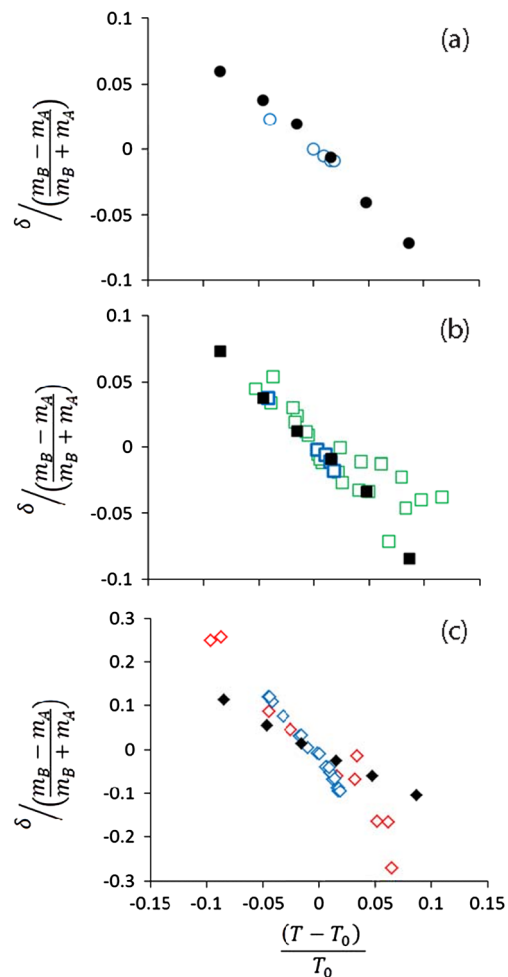 (a)
0.1
0.05
0
-0.05
-0.1
δ/((m_B − m_A)/(m_B + m_A))
(b)
0.1
0.05
0
-0.05
-0.1
δ/((m_B − m_A)/(m_B + m_A))
(c)
0.3
0.2
0.1
0
-0.1
-0.2
-0.3
δ/((m_B − m_A)/(m_B + m_A))
-0.15 -0.1 -0.05 0 0.05 0.1 0.15
(T − T_0)
T_0